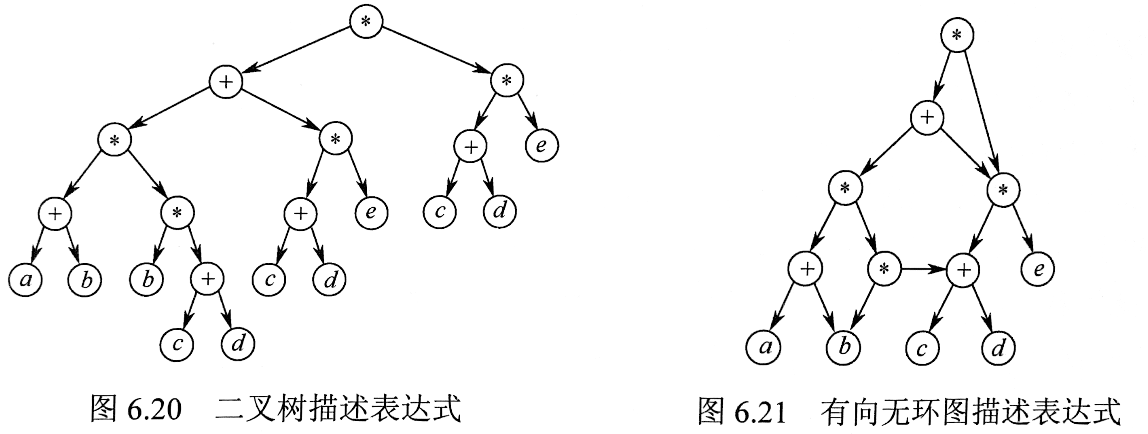 *
+ *
* * + e
+ * + e c d
a b b + c d
c d
图 6.20 二叉树描述表达式
*
+
* *
+ * + e
a b c d
图 6.21 有向无环图描述表达式